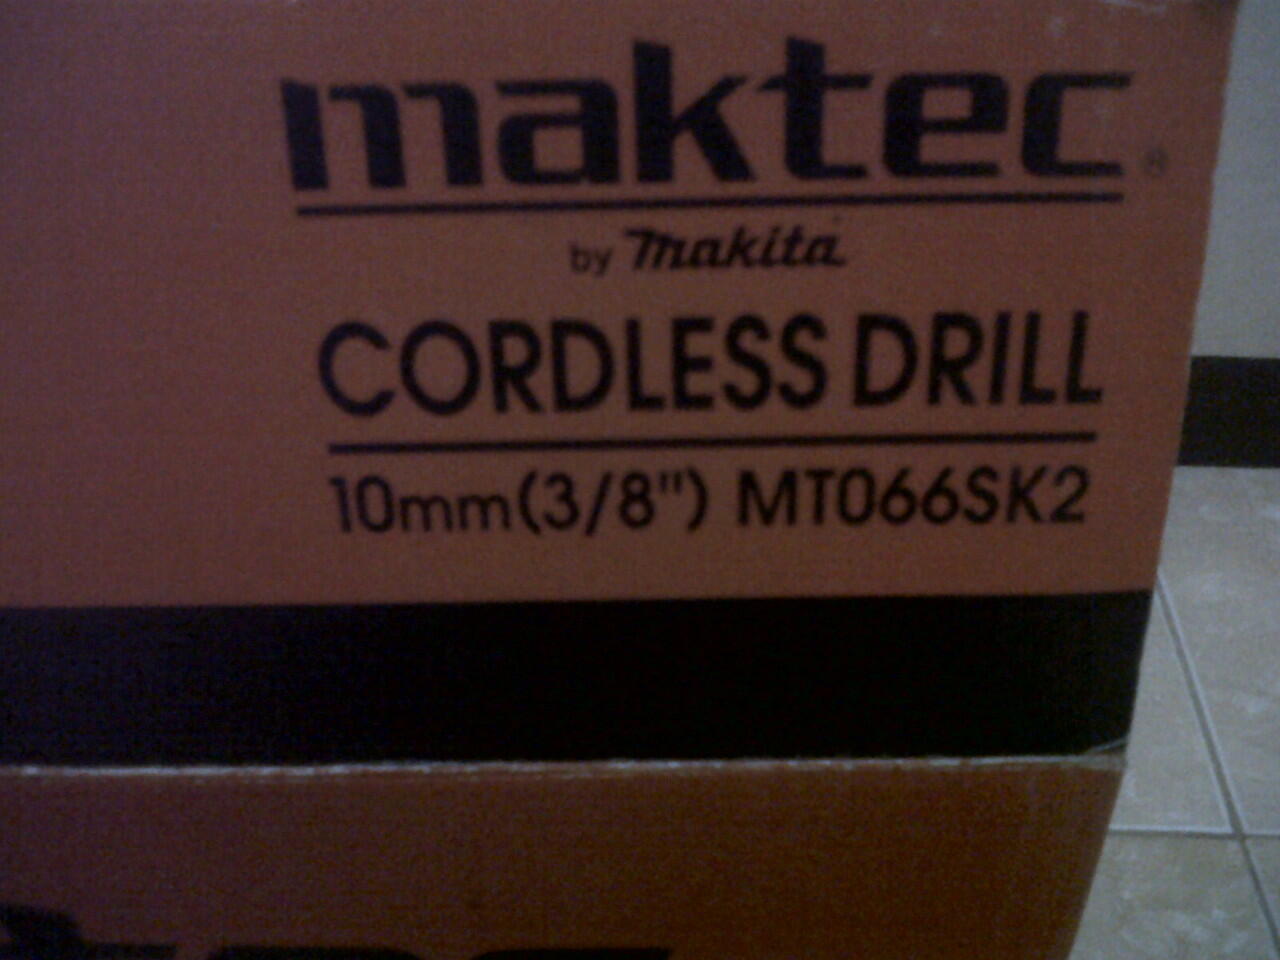 maktec®
by makita
CORDLESS DRILL
10mm(3/8") MT066SK2